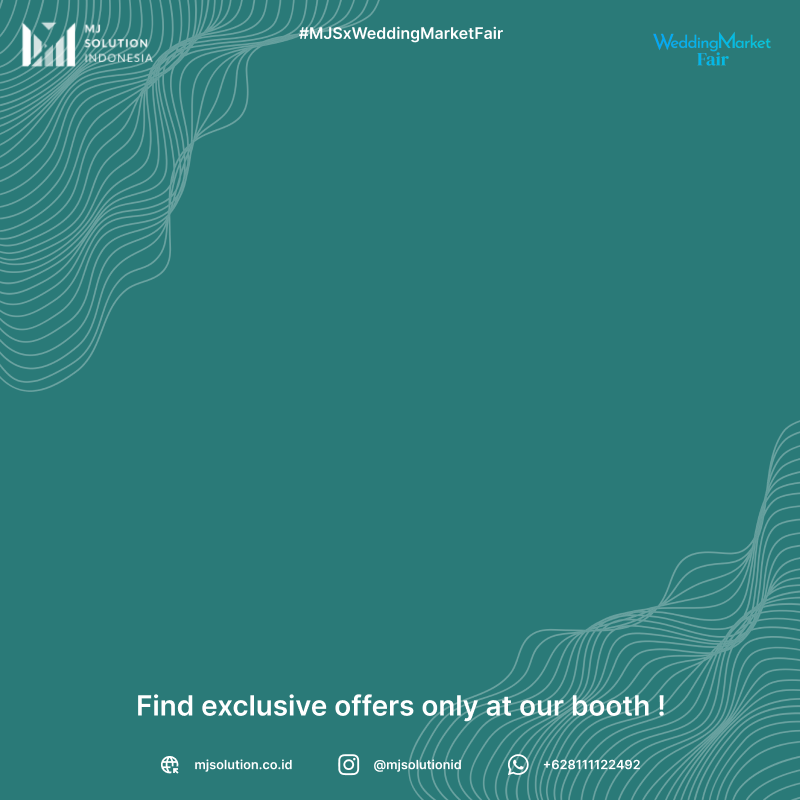 MJ
SOLUTION
INDONESIA
#MJSxWeddingMarketFair
WeddingMarket
Fair
Find exclusive offers only at our booth !
mjsolution.co.id
@mjsolutionid
+628111122492